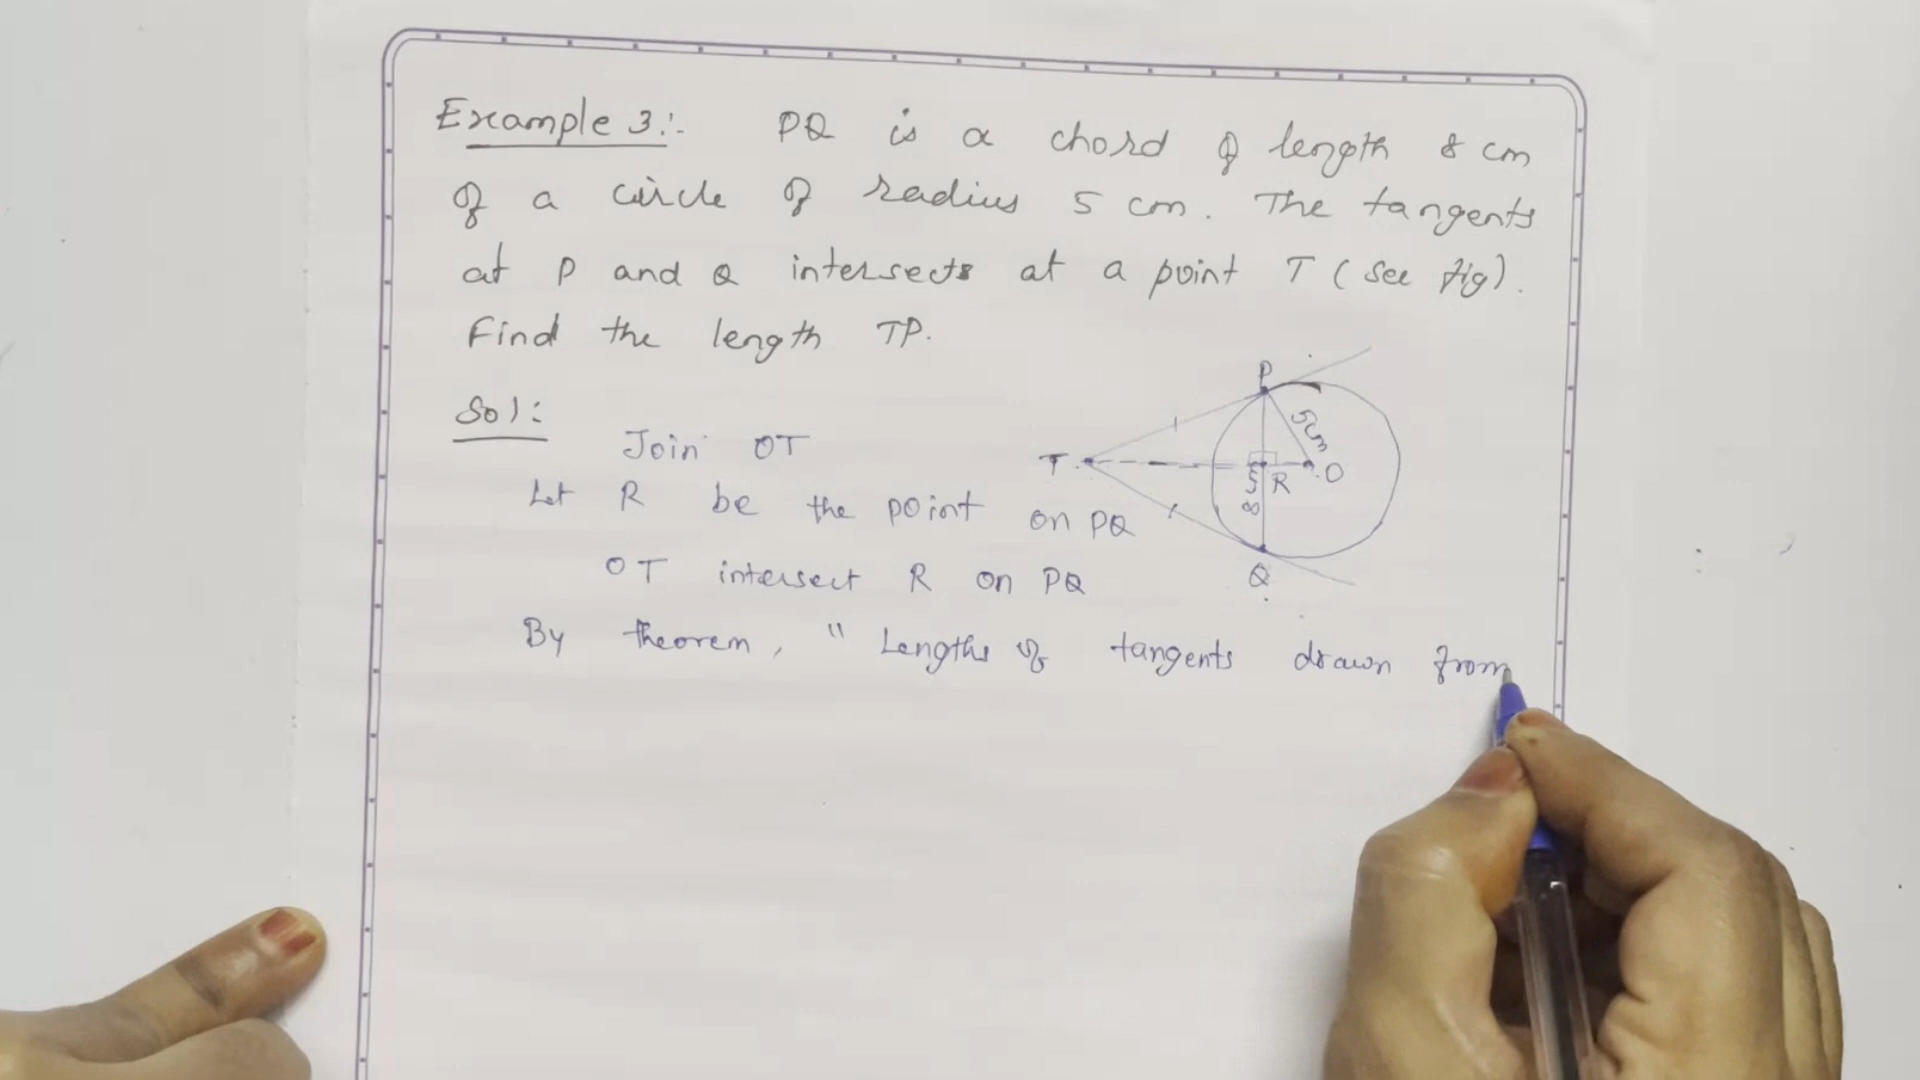 Example 3:- PQ is a chord of length 8 cm
of a circle of radius 5 cm. The tangents
at P and Q intersects at a point T (see fig).
Find the length TP.
Sol:
Join OT
Let R be the point on PQ
OT intersect R on PQ
By theorem, " Lengths of tangents drawn from
P
5cm
T
R
O
8
Q